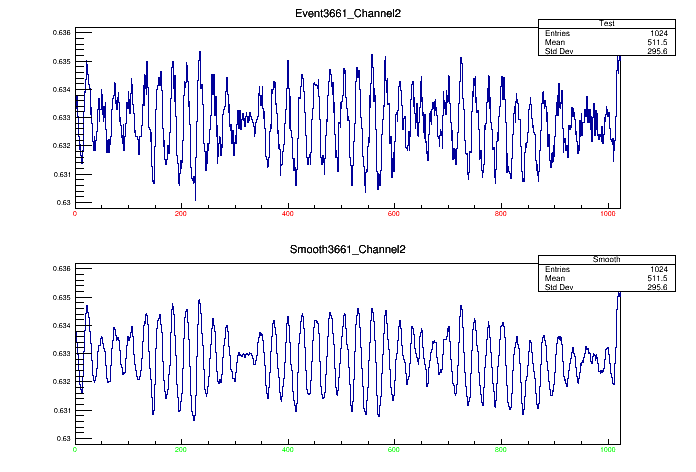 Event3661_Channel2
Test
Entries 1024
Mean 511.5
Std Dev 295.6
0.636
0.635
0.634
0.633
0.632
0.631
0.63
0 200 400 600 800 1000
Smooth3661_Channel2
Smooth
Entries 1024
Mean 511.5
Std Dev 295.6
0.636
0.635
0.634
0.633
0.632
0.631
0.63
0 200 400 600 800 1000